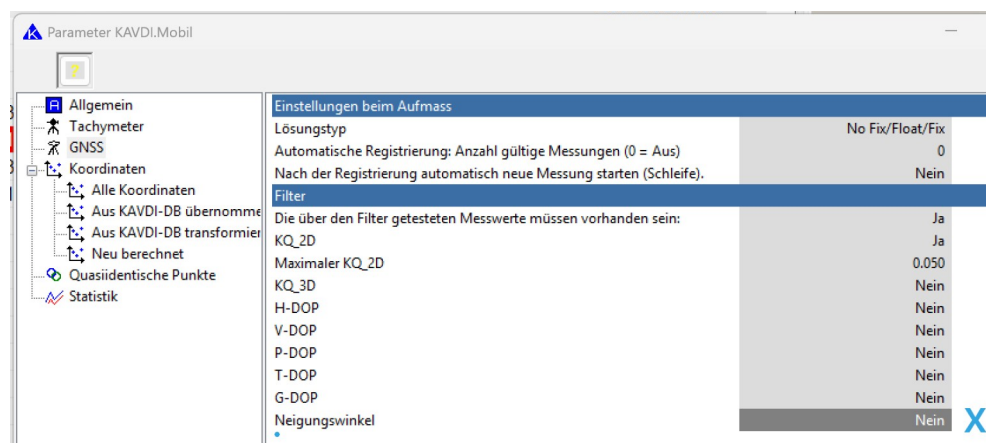 Parameter KAVDI.Mobil
?
A Allgemein
Tachymeter
GNSS
Koordinaten
Alle Koordinaten
Aus KAVDI-DB übernomme
Aus KAVDI-DB transformier
Neu berechnet
Quasiidentische Punkte
Statistik
Einstellungen beim Aufmass
Lösungstyp No Fix/Float/Fix
Automatische Registrierung: Anzahl gültige Messungen (0 = Aus) 0
Nach der Registrierung automatisch neue Messung starten (Schleife). Nein
Filter
Die über den Filter getesteten Messwerte müssen vorhanden sein: Ja
KQ_2D Ja
Maximaler KQ_2D 0.050
KQ_3D Nein
H-DOP Nein
V-DOP Nein
P-DOP Nein
T-DOP Nein
G-DOP Nein
Neigungswinkel Nein X